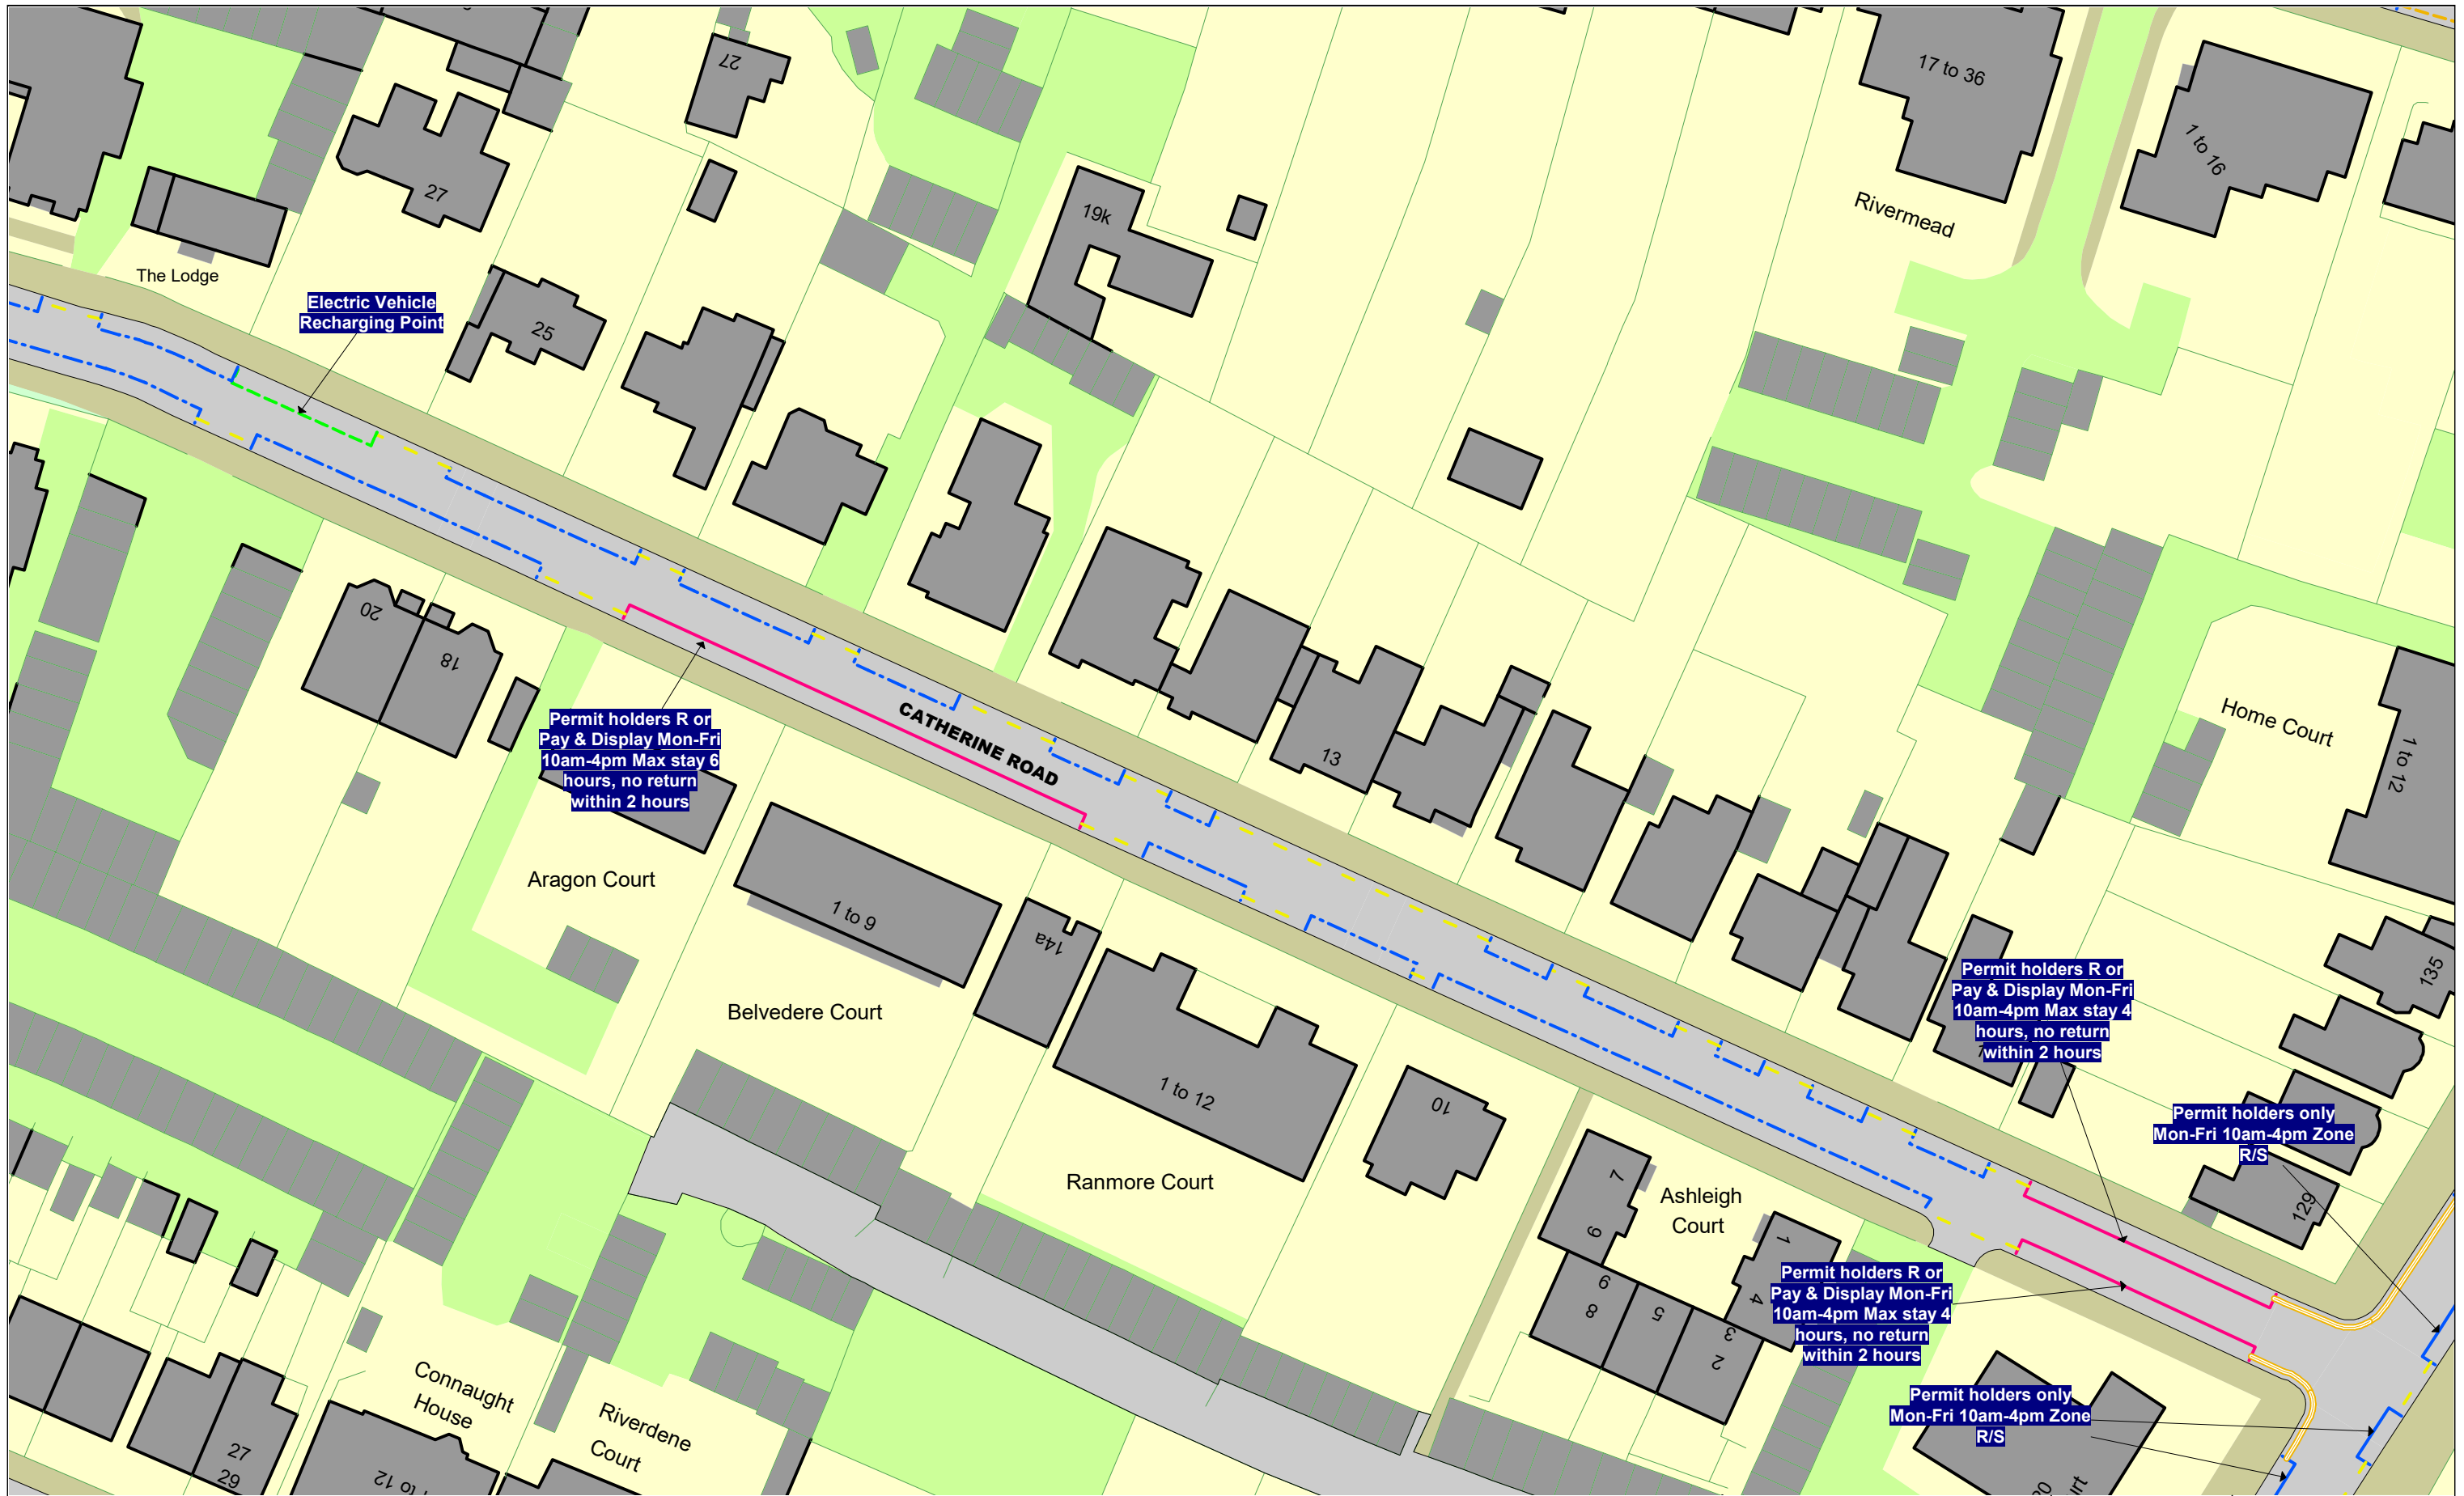 17 to 36
27
1 to 16
27
19k
Rivermead
The Lodge
Electric Vehicle
Recharging Point
25
20
18
Permit holders R or
Pay & Display Mon-Fri
10am-4pm Max stay 6
hours, no return
within 2 hours
CATHERINE ROAD
13
Home Court
1 to 12
Aragon Court
1 to 9
14a
135
Belvedere Court
Permit holders R or
Pay & Display Mon-Fri
10am-4pm Max stay 4
hours, no return
within 2 hours
1 to 12
10
Ranmore Court
Permit holders only
Mon-Fri 10am-4pm Zone
R/S
7
9
Ashleigh
Court
1
4
129
Permit holders R or
Pay & Display Mon-Fri
10am-4pm Max stay 4
hours, no return
within 2 hours
8
5
3
2
Connaught
House
Riverdene
Court
27
29
Permit holders only
Mon-Fri 10am-4pm Zone
R/S